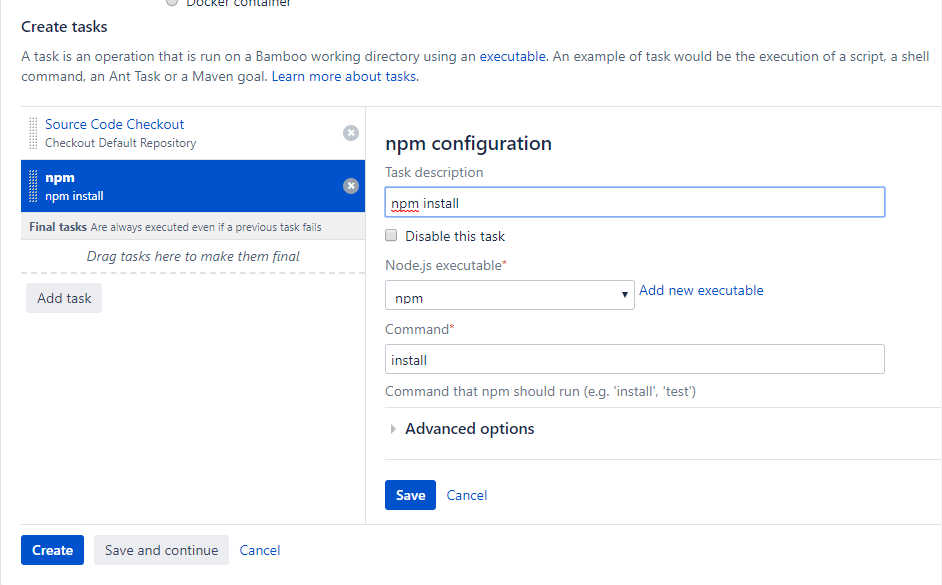 Docker container
Create tasks
A task is an operation that is run on a Bamboo working directory using an executable. An example of task would be the execution of a script, a shell
command, an Ant Task or a Maven goal. Learn more about tasks.
Source Code Checkout
Checkout Default Repository
npm
npm install
Final tasks Are always executed even if a previous task fails
Drag tasks here to make them final
Add task
npm configuration
Task description
npm install
Disable this task
Node.js executable*
npm
Add new executable
Command*
install
Command that npm should run (e.g. 'install', 'test')
Advanced options
Save Cancel
Create Save and continue Cancel